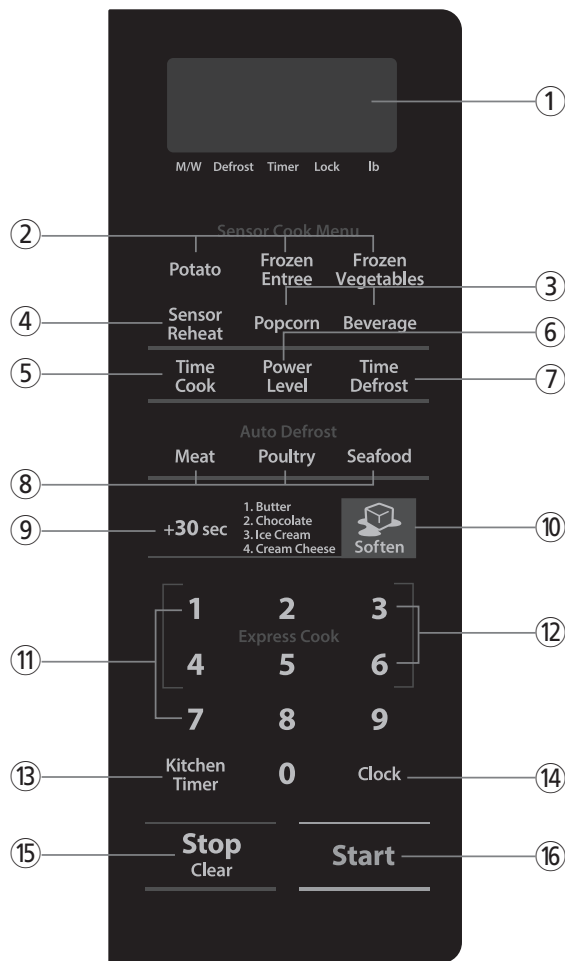 ①
M/W Defrost Timer Lock lb
②
Sensor Cook Menu
Potato
Frozen
Entree
Frozen
Vegetables
③
④
Sensor
Reheat
Popcorn
Beverage
⑥
⑤
Time
Cook
Power
Level
Time
Defrost
⑦
Auto Defrost
Meat Poultry Seafood
⑧
⑨
+30 sec
1. Butter
2. Chocolate
3. Ice Cream
4. Cream Cheese
Soften
⑩
1 2 3
⑫
Express Cook
⑪
4 5 6
7 8 9
⑬
Kitchen
Timer
0
Clock
⑭
⑮
Stop
Clear
Start
⑯